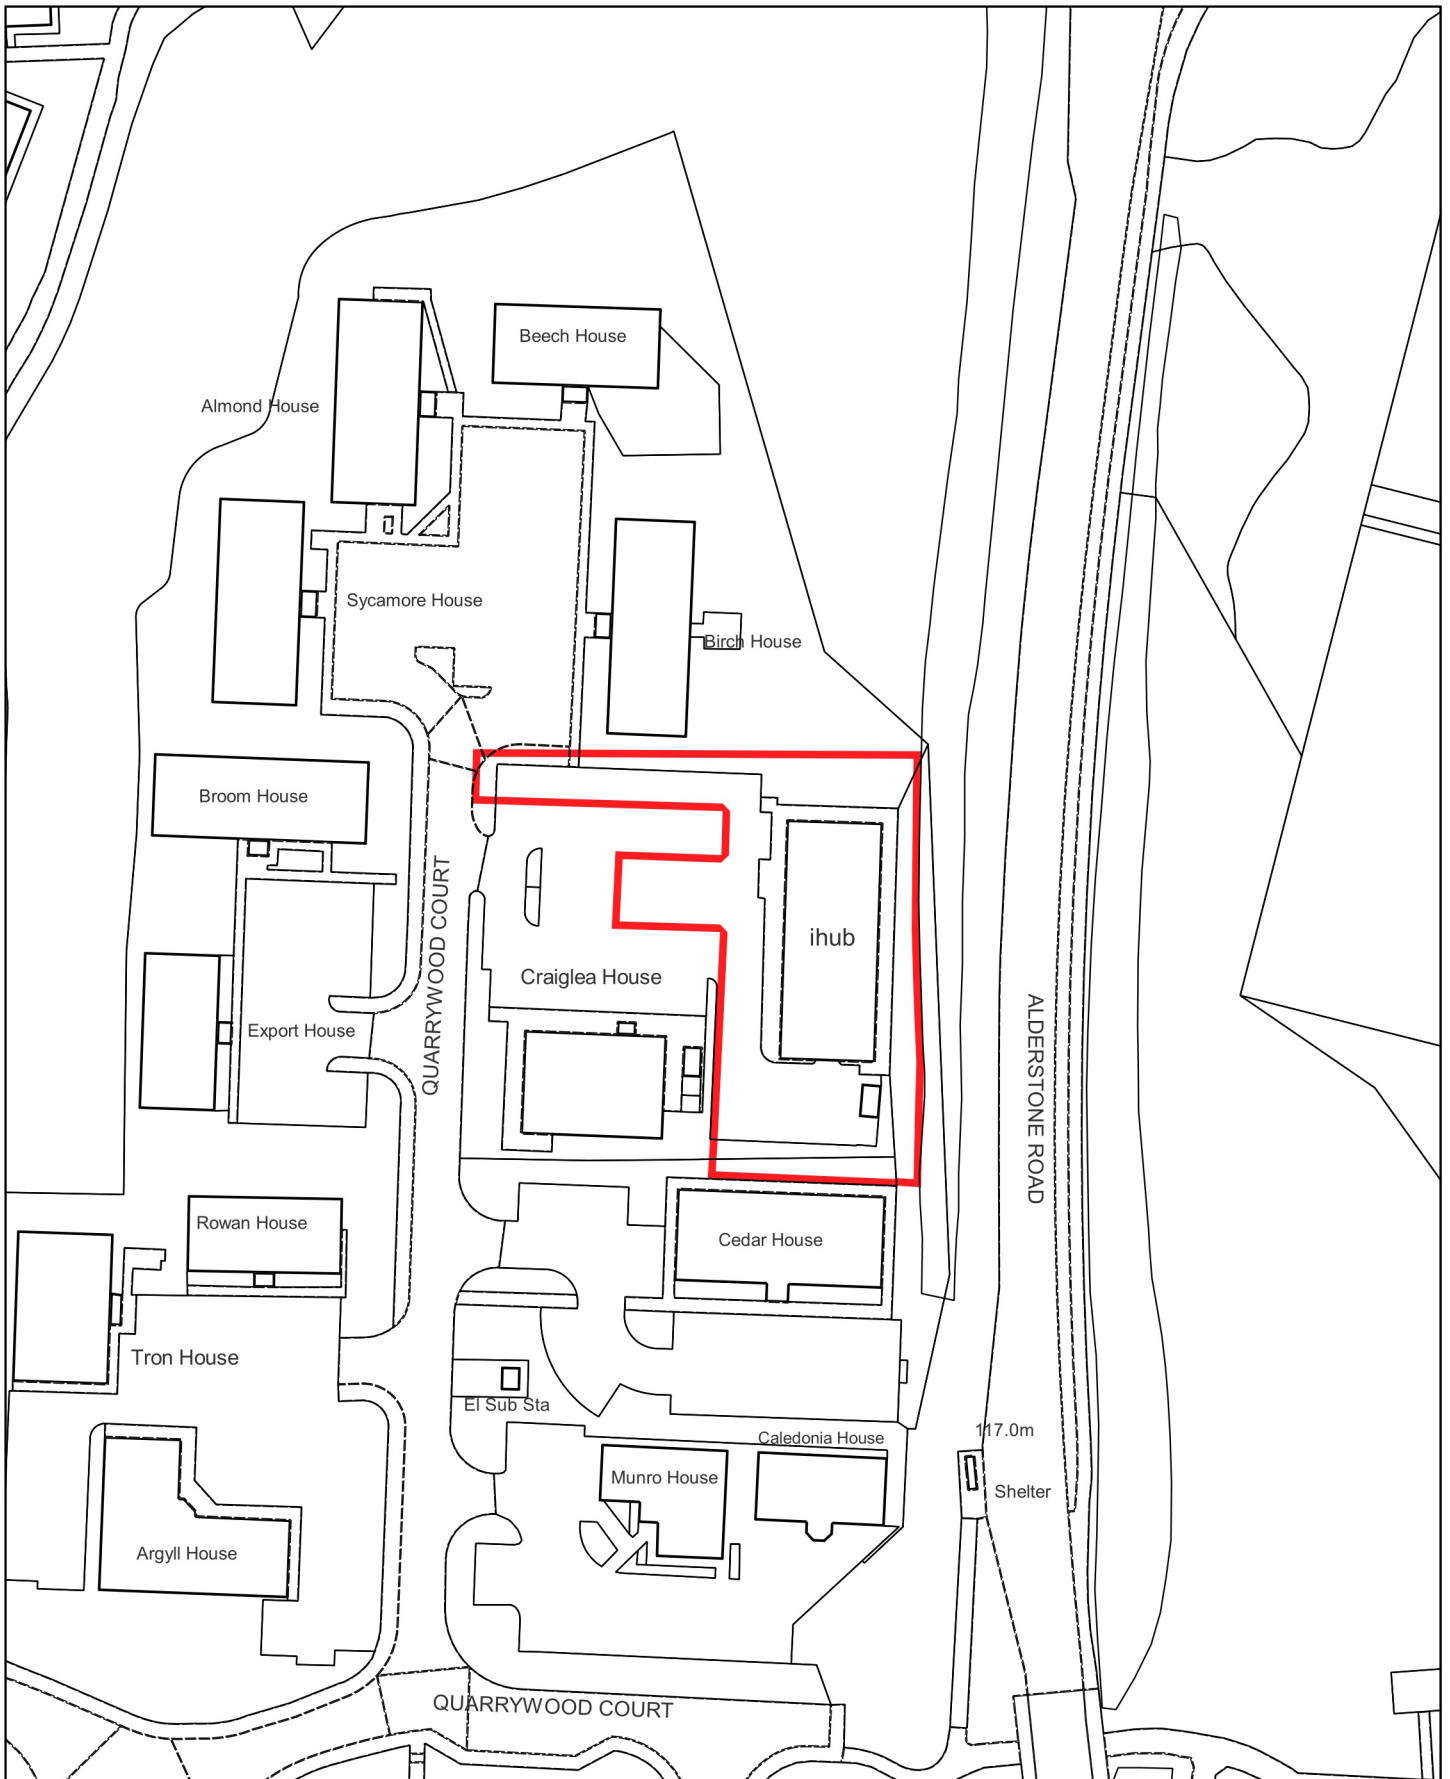 Beech House
Almond House
Sycamore House
Birch House
Broom House
QUARRYWOOD COURT
ihub
Craiglea House
Export House
ALDERSTONE ROAD
Rowan House
Cedar House
Tron House
El Sub Sta
117.0m
Caledonia House
Munro House
Shelter
Argyll House
QUARRYWOOD COURT